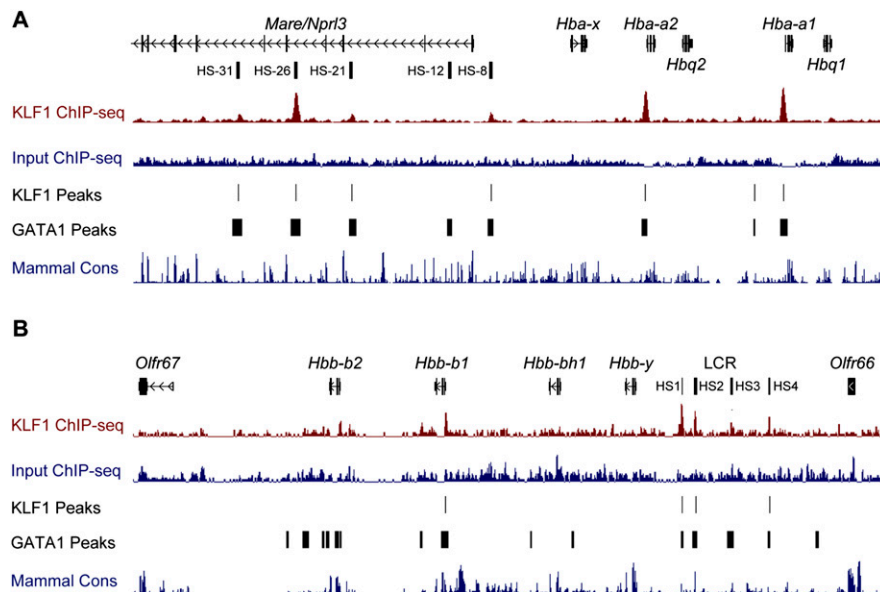 A
Mare/Nprl3 Hba-x Hba-a2 Hba-a1
Hbq2 Hbq1
HS-31 HS-26 HS-21 HS-12 HS-8
KLF1 ChIP-seq
Input ChIP-seq
KLF1 Peaks
GATA1 Peaks
Mammal Cons
B
Olfr67 Hbb-b2 Hbb-b1 Hbb-bh1 Hbb-y LCR Olfr66
HS1 HS2 HS3 HS4
KLF1 ChIP-seq
Input ChIP-seq
KLF1 Peaks
GATA1 Peaks
Mammal Cons